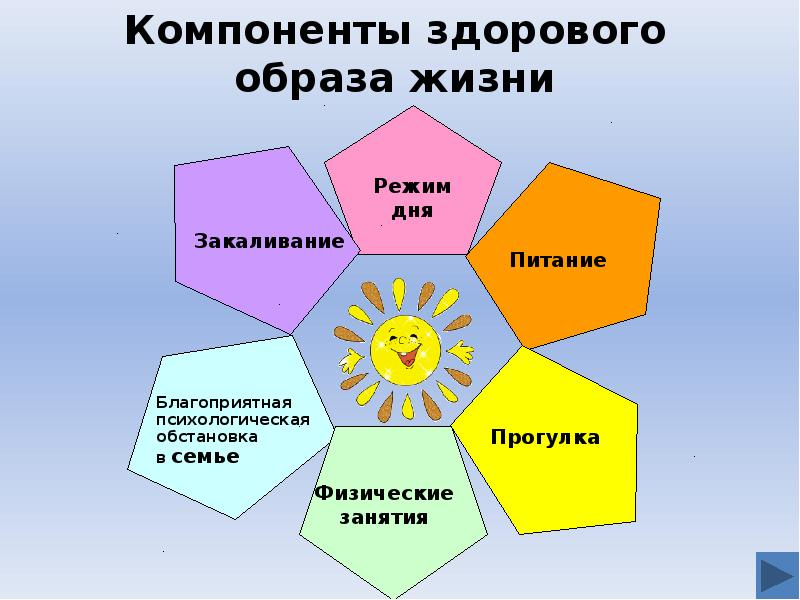 Компоненты здорового
образа жизни
Режим
дня
Закаливание
Питание
Благоприятная
психологическая
обстановка
в семье
Прогулка
Физические
занятия